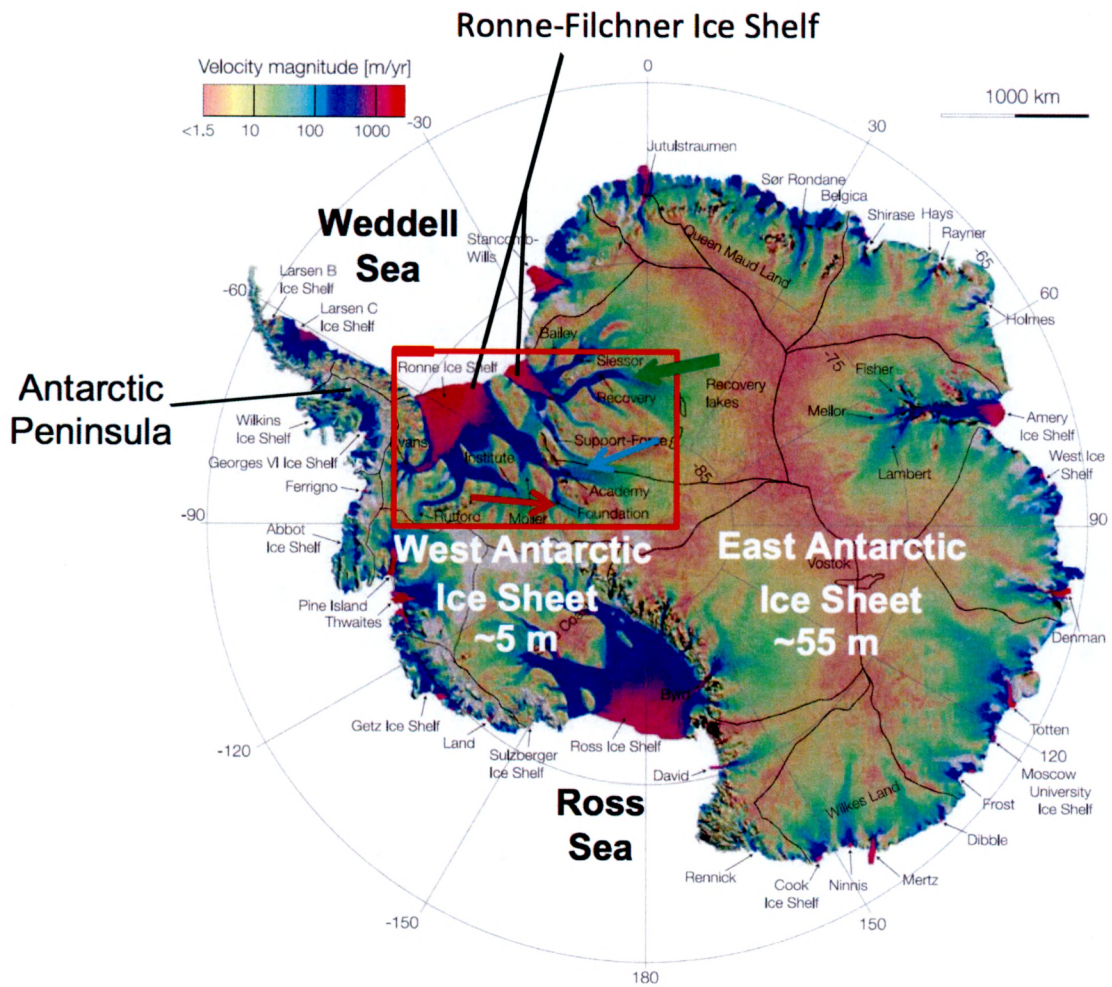 Ronne-Filchner Ice Shelf
Velocity magnitude [m/yr]
<1.5 10 100 1000
1000 km
-30
0
30
Jutulstraumen
Sør Rondane
Belgica
Shirase
Hays
Rayner
-65
Queen Maud Land
Weddell
Sea
Stancomb-
Wills
Larsen B
Ice Shelf
-60
Larsen C
Ice Shelf
60
Holmes
Bailey
-75
Ronne Ice Shelf
Slessor
Fisher
Antarctic
Peninsula
Recovery
Recovery
lakes
Mellor
Amery
Ice Shelf
Wilkins
Ice Shelf
Evans
Support-Force
Georges VI Ice Shelf
Institute
-85
Lambert
West Ice
Shelf
Ferrigno
Academy
Rutford
Möller
Foundation
-90
90
Abbot
Ice Shelf
West Antarctic
Ice Sheet
~5 m
East Antarctic
Vostok
Ice Sheet
~55 m
Pine Island
Thwaites
Denman
Byrd
Getz Ice Shelf
Land
Sulzberger
Ice Shelf
Ross Ice Shelf
Totten
-120
120
David
Moscow
University
Ice Shelf
Ross
Sea
Wilkes Land
Frost
Dibble
Rennick
Cook
Ice Shelf
Ninnis
Mertz
-150
150
180